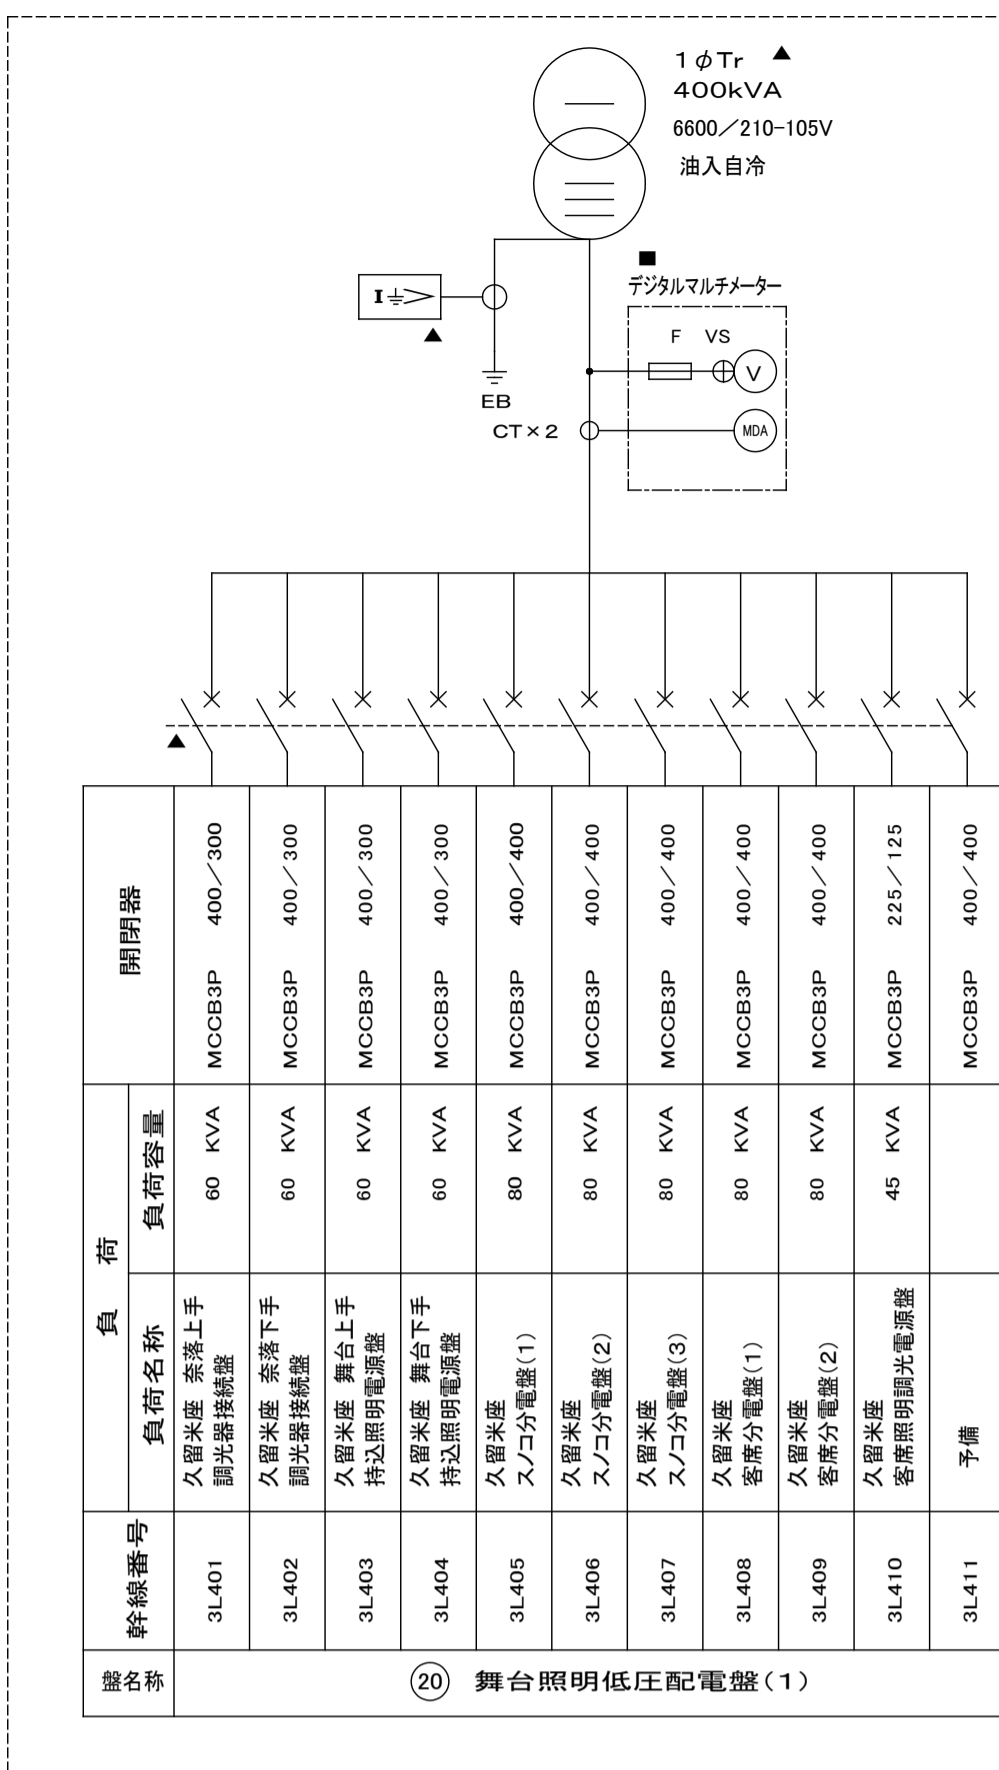 1φTr ▲
400kVA
6600／210-105V
油入自冷
■
デジタルマルチメーター
F VS
V
I
▲
EB
CT×2
MDA
▲
開閉器
MCCB3P 400／300
MCCB3P 400／300
MCCB3P 400／300
MCCB3P 400／300
MCCB3P 400／400
MCCB3P 400／400
MCCB3P 400／400
MCCB3P 400／400
MCCB3P 400／400
MCCB3P 225／125
MCCB3P 400／400
負荷
負荷容量
60 KVA
60 KVA
60 KVA
60 KVA
80 KVA
80 KVA
80 KVA
80 KVA
80 KVA
45 KVA
負荷名称
久留米座 奈落上手
調光器接続盤
久留米座 奈落下手
調光器接続盤
久留米座 舞台上手
持込照明電源盤
久留米座 舞台下手
持込照明電源盤
久留米座
スノコ分電盤(1)
久留米座
スノコ分電盤(2)
久留米座
スノコ分電盤(3)
久留米座
客席分電盤(1)
久留米座
客席分電盤(2)
久留米座
客席照明調光電源盤
予備
幹線番号
3L401
3L402
3L403
3L404
3L405
3L406
3L407
3L408
3L409
3L410
3L411
盤名称
20 舞台照明低圧配電盤(1)